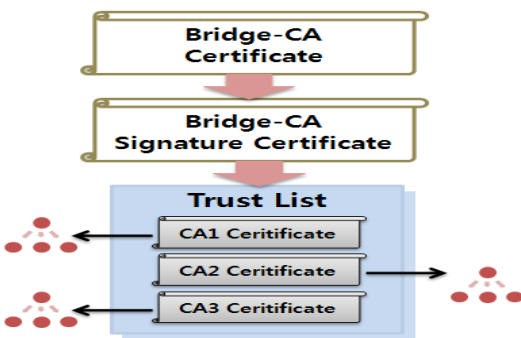 Bridge-CA
Certificate
Bridge-CA
Signature Certificate
Trust List
CA1 Ceritificate
CA2 Ceritificate
CA3 Ceritificate